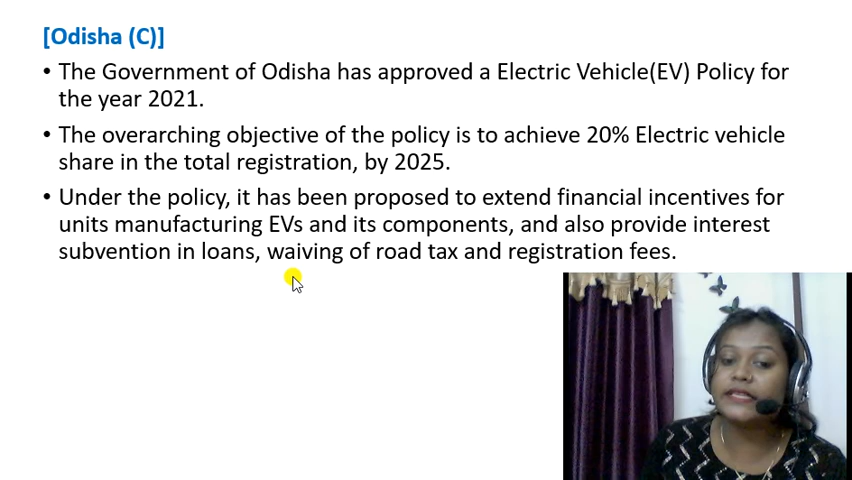 [Odisha (C)]
• The Government of Odisha has approved a Electric Vehicle(EV) Policy for
the year 2021.
• The overarching objective of the policy is to achieve 20% Electric vehicle
share in the total registration, by 2025.
• Under the policy, it has been proposed to extend financial incentives for
units manufacturing EVs and its components, and also provide interest
subvention in loans, waiving of road tax and registration fees.